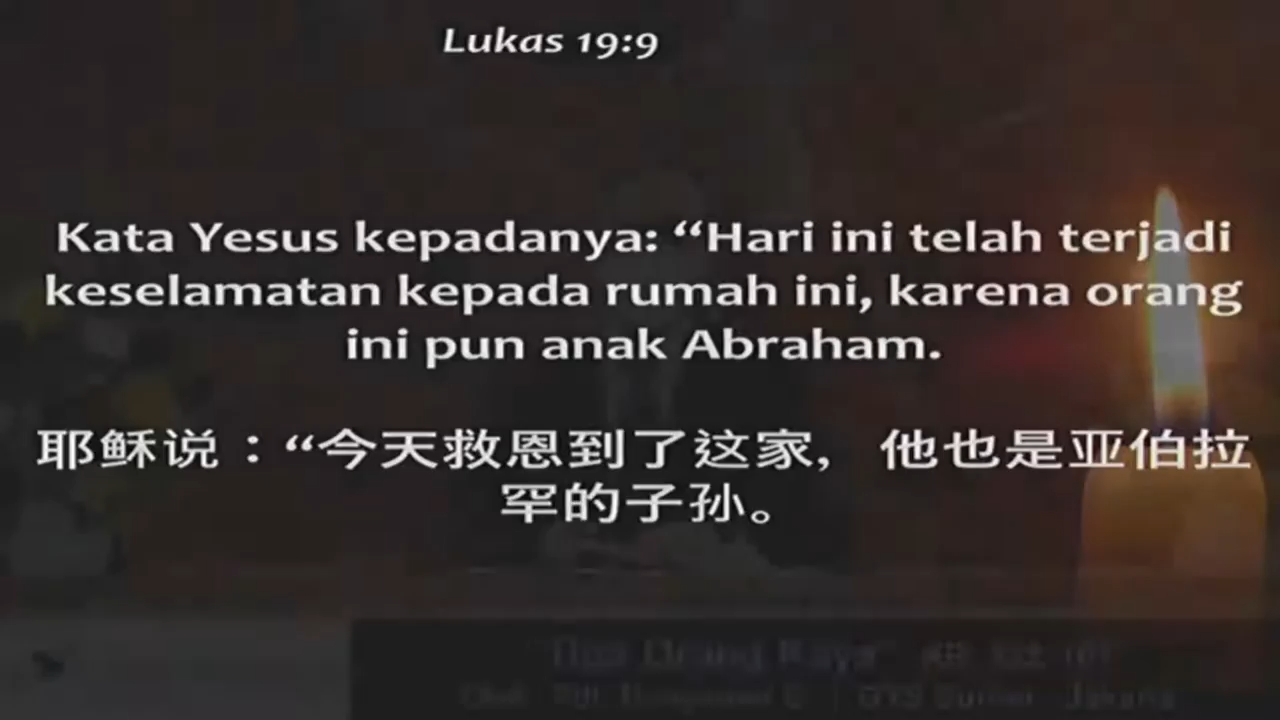 Lukas 19:9
Kata Yesus kepadanya: “Hari ini telah terjadi
keselamatan kepada rumah ini, karena orang
ini pun anak Abraham.
耶稣说：“今天救恩到了这家, 他也是亚伯拉
罕的子孙。
Orang Kaya"